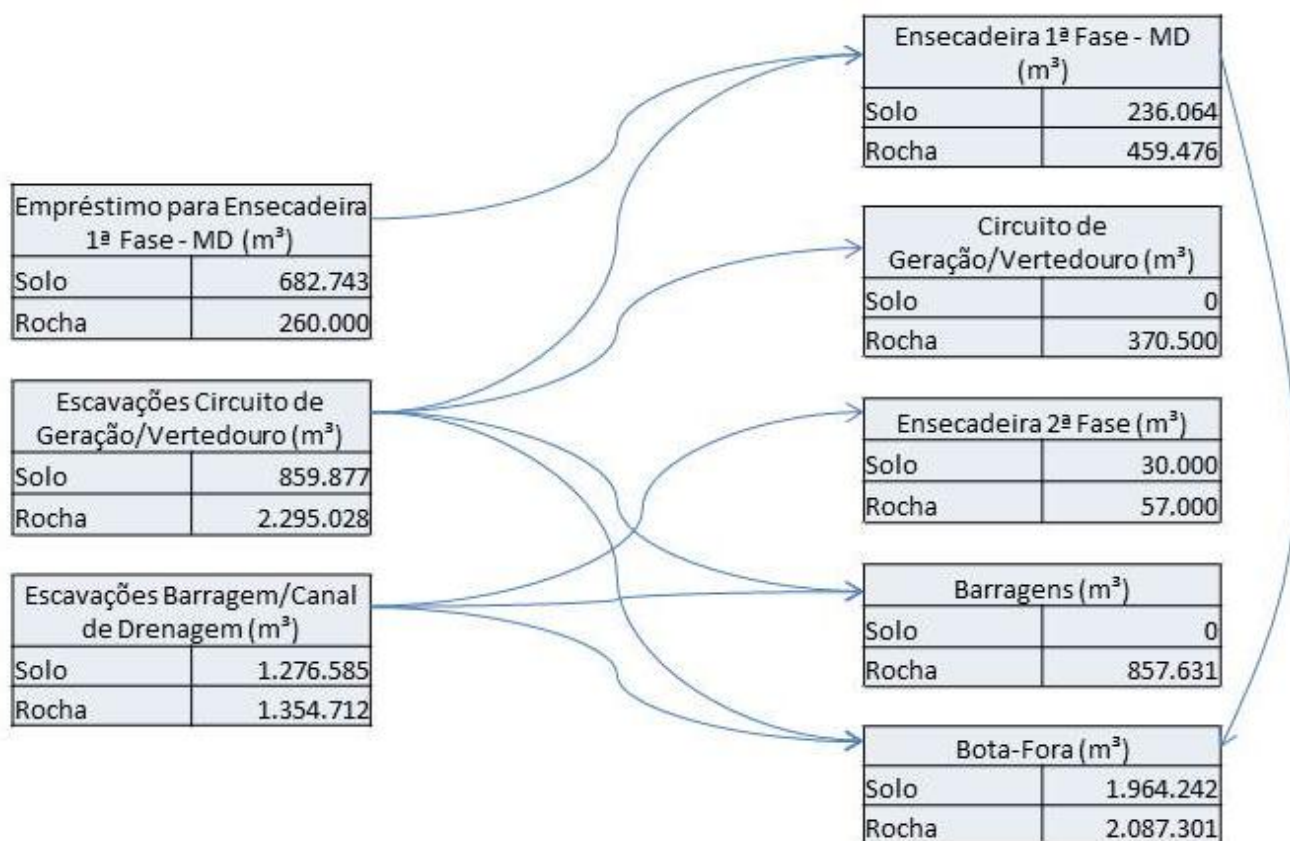 Empréstimo para Ensecadeira
1ª Fase - MD (m³)
Solo 682.743
Rocha 260.000
Escavações Circuito de
Geração/Vertedouro (m³)
Solo 859.877
Rocha 2.295.028
Escavações Barragem/Canal
de Drenagem (m³)
Solo 1.276.585
Rocha 1.354.712
Ensecadeira 1ª Fase - MD
(m³)
Solo 236.064
Rocha 459.476
Circuito de
Geração/Vertedouro (m³)
Solo 0
Rocha 370.500
Ensecadeira 2ª Fase (m³)
Solo 30.000
Rocha 57.000
Barragens (m³)
Solo 0
Rocha 857.631
Bota-Fora (m³)
Solo 1.964.242
Rocha 2.087.301